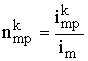 n^k_mp = i^k_mp / i_m